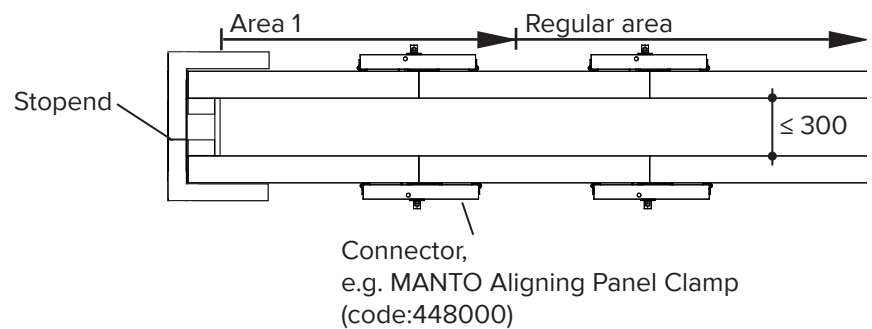 Area 1
Regular area
Stopend
≤ 300
Connector,
e.g. MANTO Aligning Panel Clamp
(code:448000)